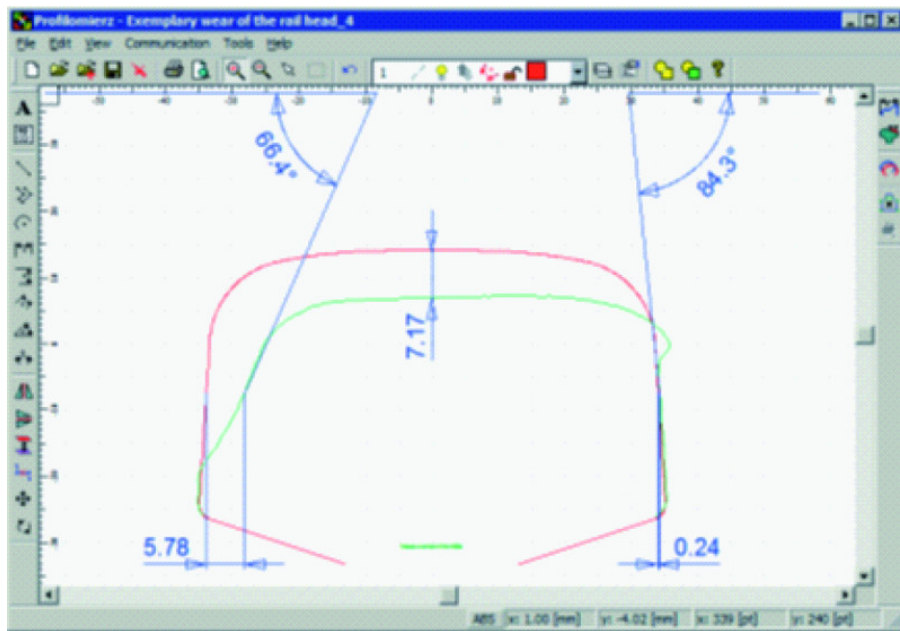 Profilomierz - Exemplary wear of the rail head_4
File Edit View Communication Tools Help
1
66.4°
84.3°
7.17
5.78
0.24
ABS x: 1.00 [mm] y: -4.02 [mm] x: 339 [pt] y: 240 [pt]